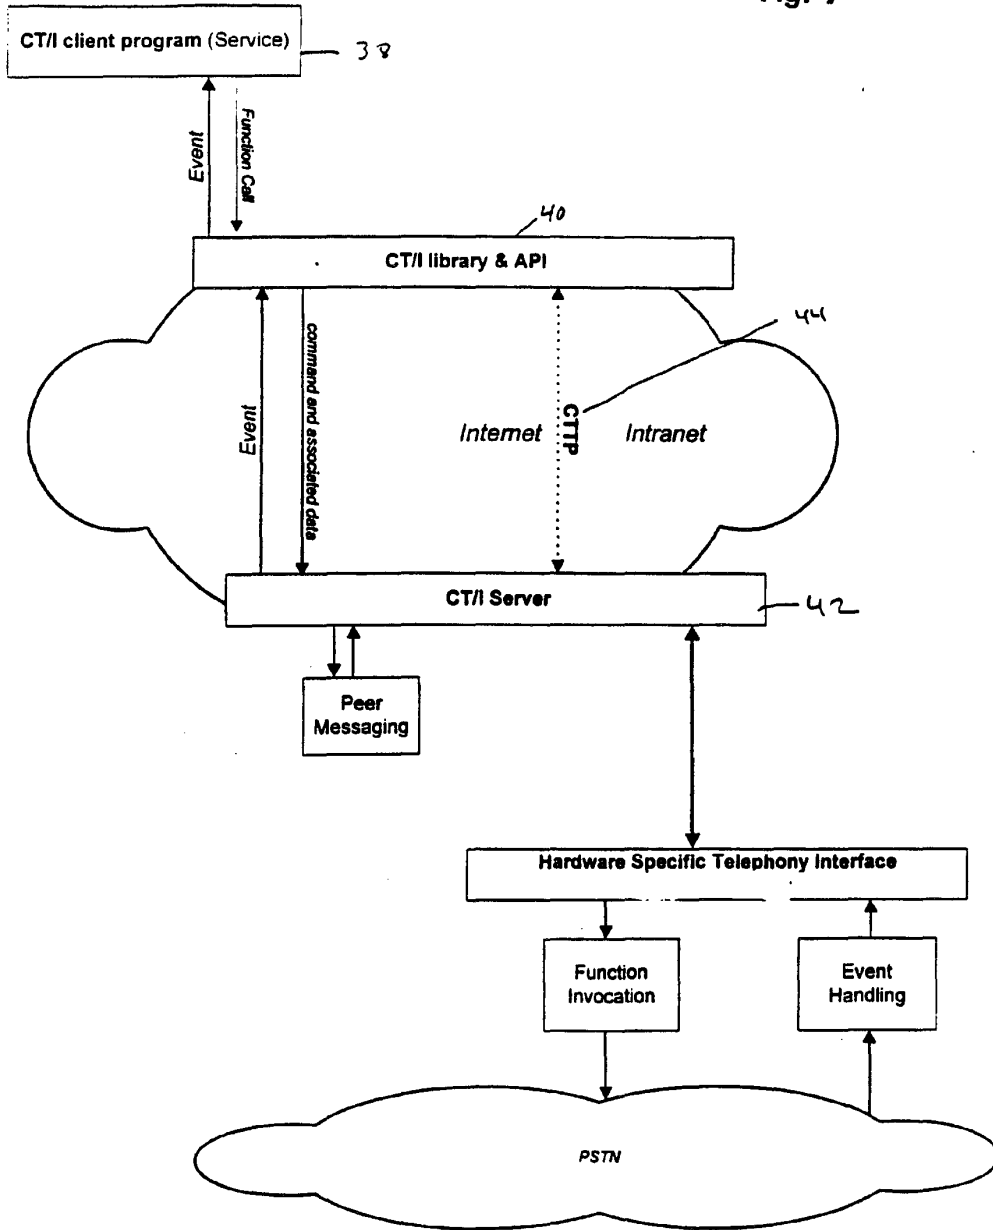 CT/I client program (Service)
38
Event
Function Call
40
CT/I library & API
44
Event
command and associated data
Internet
CTTP
Intranet
CT/I Server
42
Peer
Messaging
Hardware Specific Telephony Interface
Function
Invocation
Event
Handling
PSTN